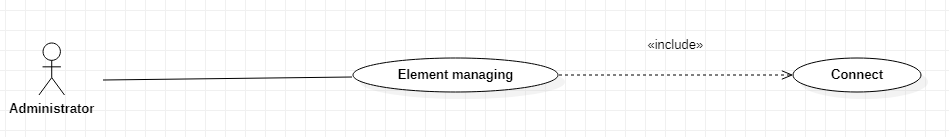 «include»
Element managing
Connect
Administrator